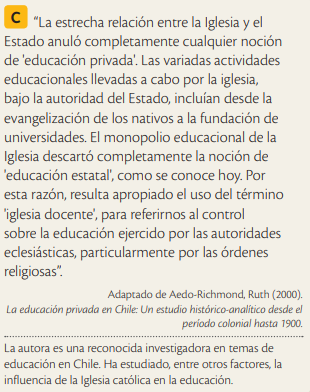 C "La estrecha relación entre la Iglesia y el
Estado anuló completamente cualquier noción
de 'educación privada'. Las variadas actividades
educacionales llevadas a cabo por la iglesia,
bajo la autoridad del Estado, incluían desde la
evangelización de los nativos a la fundación de
universidades. El monopolio educacional de la
Iglesia descartó completamente la noción de
'educación estatal', como se conoce hoy. Por
esta razón, resulta apropiado el uso del término
'iglesia docente', para referirnos al control
sobre la educación ejercido por las autoridades
eclesiásticas, particularmente por las órdenes
religiosas".
Adaptado de Aedo-Richmond, Ruth (2000).
La educación privada en Chile: Un estudio histórico-analítico desde el
período colonial hasta 1900.
La autora es una reconocida investigadora en temas de
educación en Chile. Ha estudiado, entre otros factores, la
influencia de la Iglesia católica en la educación.